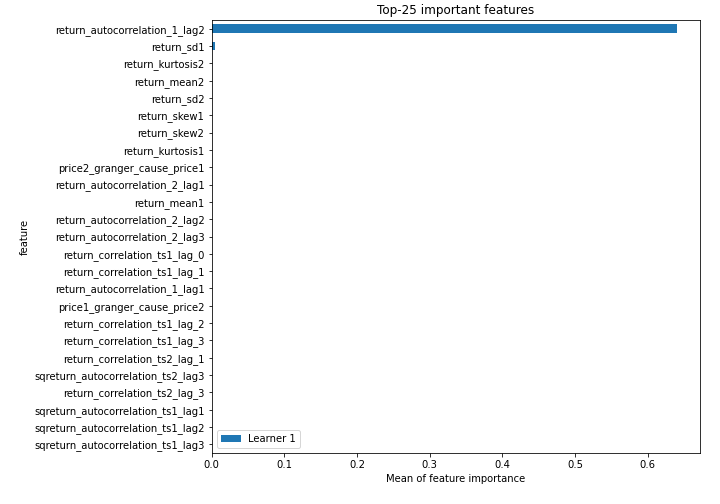 Top-25 important features
return_autocorrelation_1_lag2
return_sd1
return_kurtosis2
return_mean2
return_sd2
return_skew1
return_skew2
return_kurtosis1
price2_granger_cause_price1
return_autocorrelation_2_lag1
return_mean1
return_autocorrelation_2_lag2
return_autocorrelation_2_lag3
return_correlation_ts1_lag_0
return_correlation_ts1_lag_1
return_autocorrelation_1_lag1
price1_granger_cause_price2
return_correlation_ts1_lag_2
return_correlation_ts1_lag_3
return_correlation_ts2_lag_1
sqreturn_autocorrelation_ts2_lag3
return_correlation_ts2_lag_3
sqreturn_autocorrelation_ts1_lag1
sqreturn_autocorrelation_ts1_lag2
sqreturn_autocorrelation_ts1_lag3
feature
Learner 1
0.0 0.1 0.2 0.3 0.4 0.5 0.6
Mean of feature importance